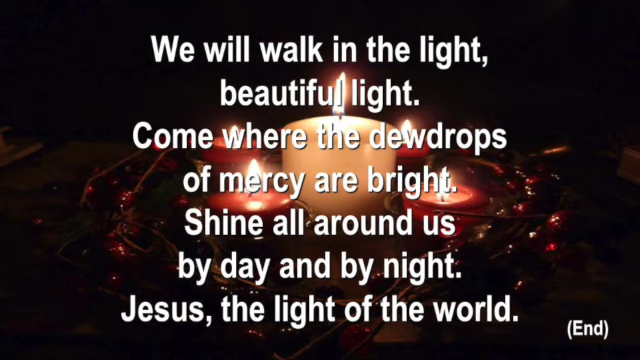 We will walk in the light,
beautiful light.
Come where the dewdrops
of mercy are bright.
Shine all around us
by day and by night.
Jesus, the light of the world.
(End)